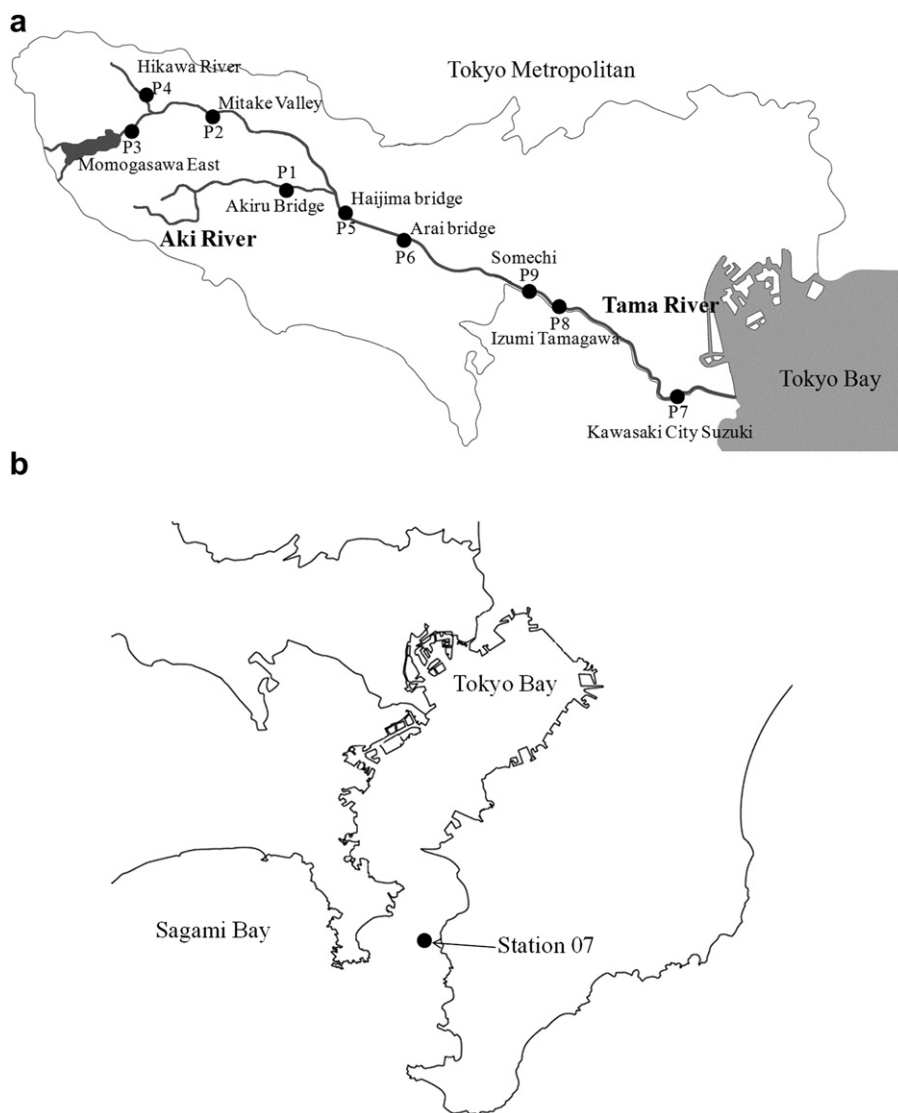 a
Hikawa River
Tokyo Metropolitan
P4
Mitake Valley
P2
P3
Momogasawa East
P1
Akiru Bridge
Haijima bridge
P5
Aki River
Arai bridge
P6
Somechi
P9
Tama River
P8
Izumi Tamagawa
Tokyo Bay
P7
Kawasaki City Suzuki
b
Tokyo Bay
Sagami Bay
Station 07